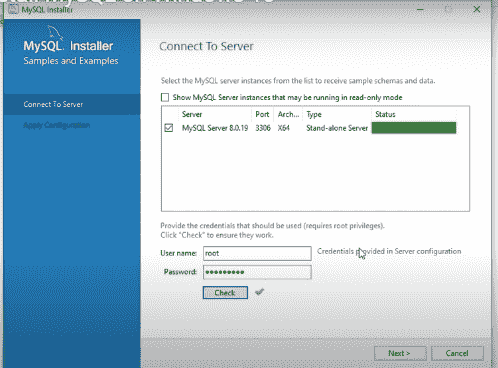 MySQL Installer
MySQL. Installer
Samples and Examples
Connect To Server
Apply Configuration
Connect To Server
Select the MySQL server instances from the list to receive sample schemas and data.
Show MySQL Server instances that may be running in read-only mode
Server Port Arch... Type Status
MySQL Server 8.0.19 3306 X64 Stand-alone Server
Provide the credentials that should be used (requires root privileges).
Click "Check" to ensure they work.
User name: root Credentials provided in Server configuration
Password: ●●●●●●●●●
Check
Next > Cancel